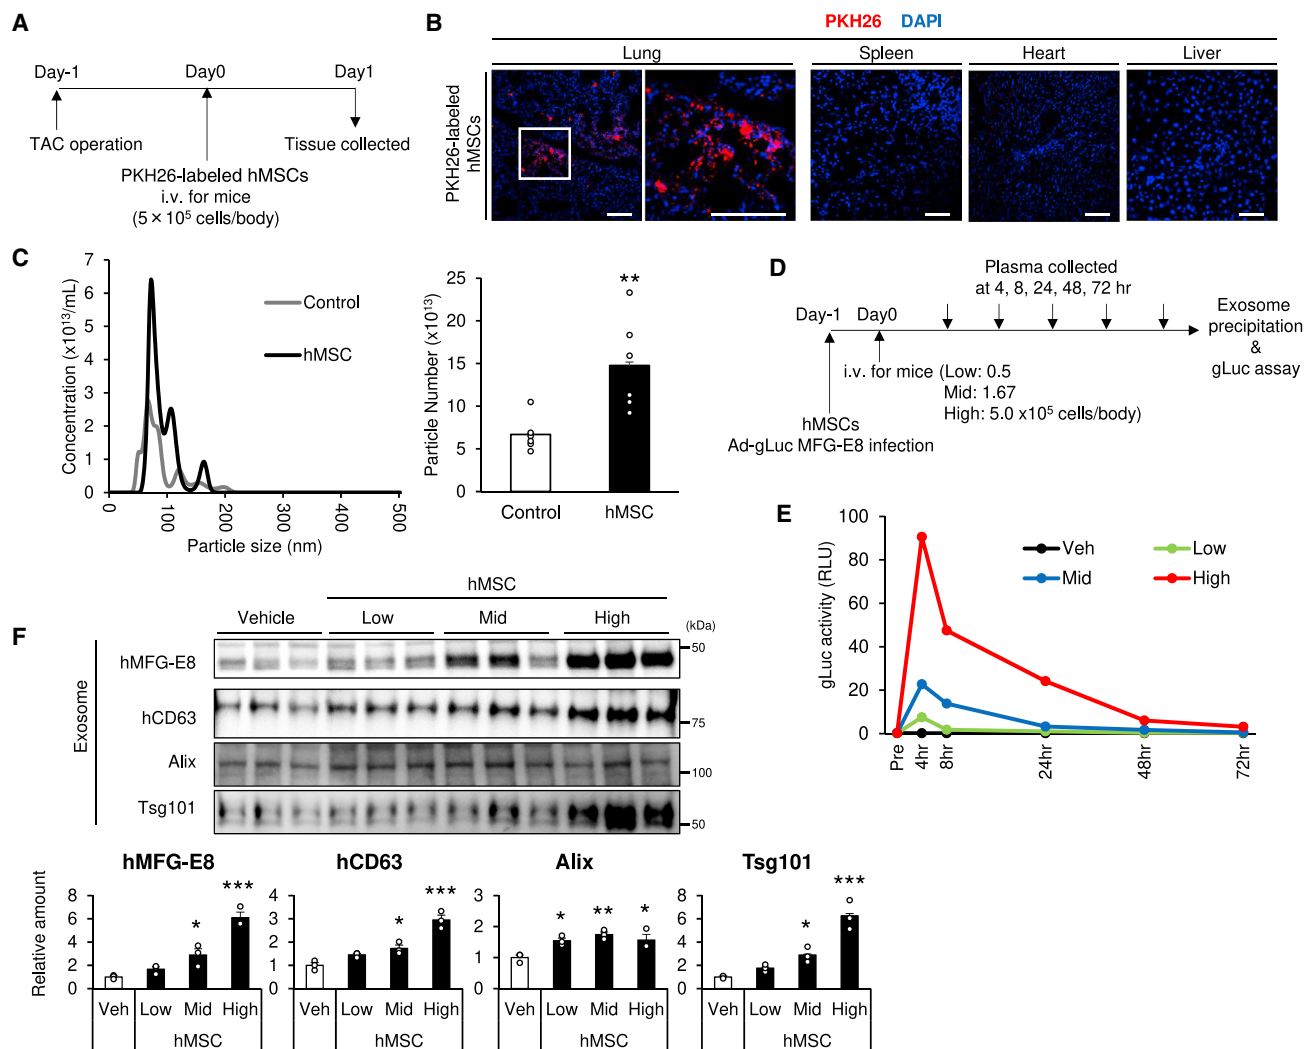 A
Day-1 Day0 Day1
TAC operation
Tissue collected
PKH26-labeled hMSCs
i.v. for mice
(5 × 10⁵ cells/body)
B
PKH26 DAPI
Lung Spleen Heart Liver
PKH26-labeled
hMSCs
C
Concentration (x10¹³/mL)
7
6
5
4
3
2
1
0
0 100 200 300 400 500
Particle size (nm)
Control
hMSC
Particle Number (x10¹³)
25
20
15
10
5
0
**
Control hMSC
D
Plasma collected
at 4, 8, 24, 48, 72 hr
Day-1 Day0
Exosome
precipitation
&
gLuc assay
i.v. for mice (Low: 0.5
Mid: 1.67
High: 5.0 x10⁵ cells/body)
hMSCs
Ad-gLuc MFG-E8 infection
E
gLuc activity (RLU)
100
80
60
40
20
0
Pre 4hr 8hr 24hr 48hr 72hr
Veh Low
Mid High
F
hMSC
Vehicle Low Mid High
(kDa)
Exosome
hMFG-E8
50
hCD63
75
Alix
100
Tsg101
50
Relative amount
hMFG-E8
8
6
4
2
0
* ***
Veh Low Mid High
hMSC
hCD63
4
3
2
1
0
* ***
Veh Low Mid High
hMSC
Alix
3
2
1
0
* ** *
Veh Low Mid High
hMSC
Tsg101
8
6
4
2
0
* ***
Veh Low Mid High
hMSC